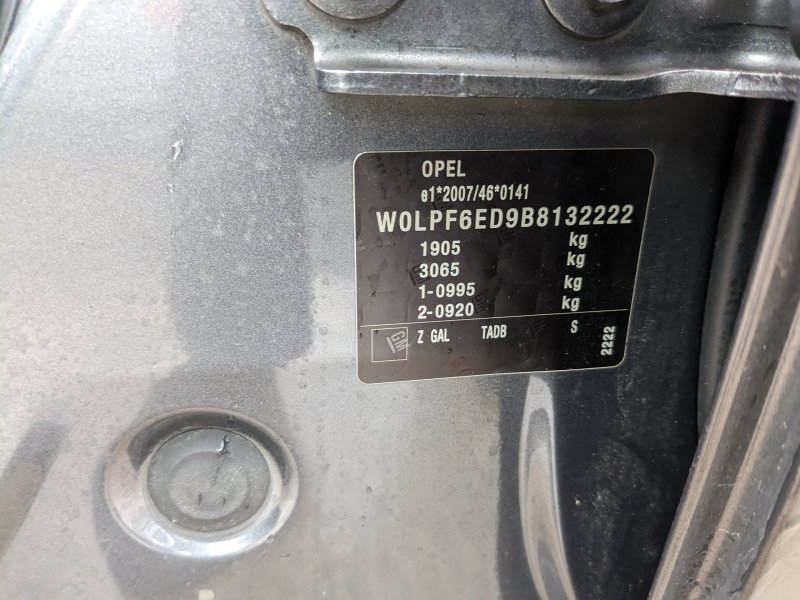 OPEL
e1*2007/46*0141
W0LPF6ED9B8132222
1905 kg
3065 kg
1-0995 kg
2-0920 kg
GM Z GAL TADB S 2222